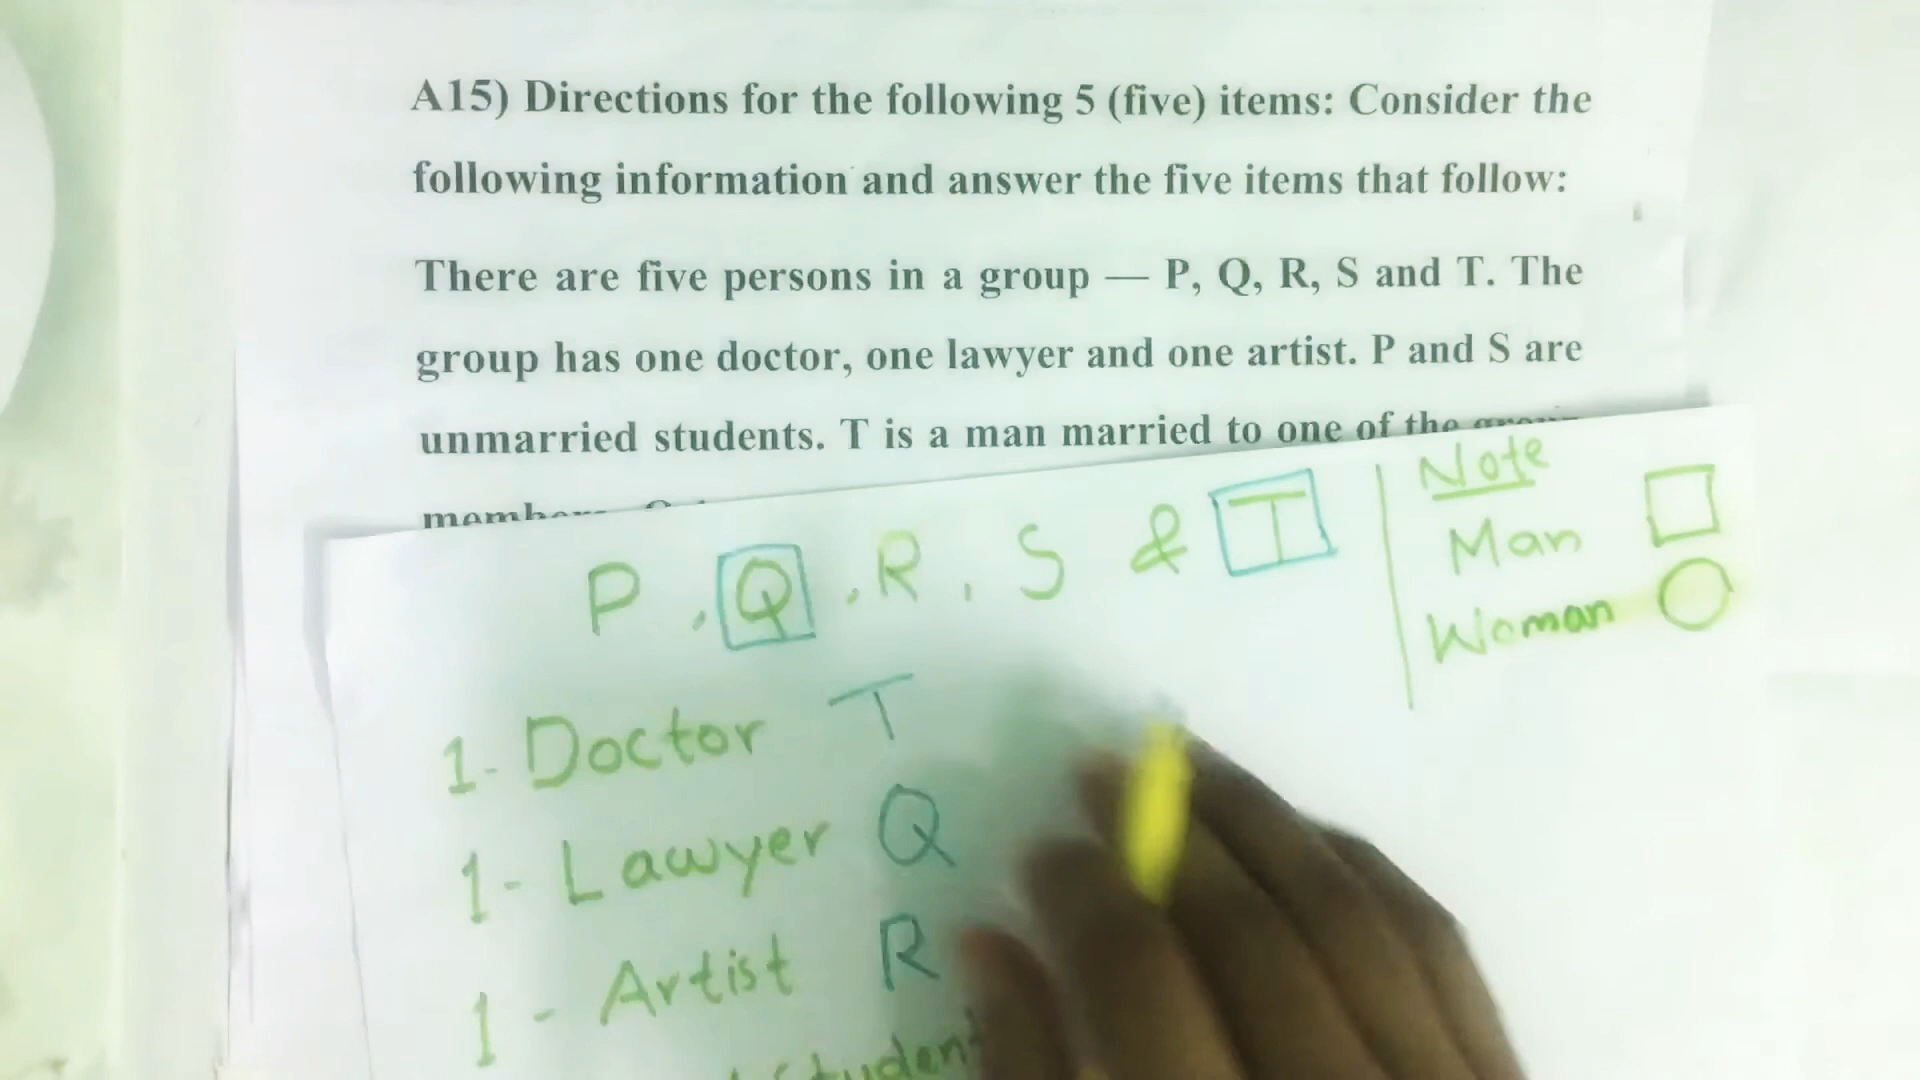 A15) Directions for the following 5 (five) items: Consider the
following information and answer the five items that follow:
There are five persons in a group — P, Q, R, S and T. The
group has one doctor, one lawyer and one artist. P and S are
unmarried students. T is a man married to one of the
P, Q, R, S & T
Note
Man
Woman
1- Doctor T
1- Lawyer Q
1 - Artist R